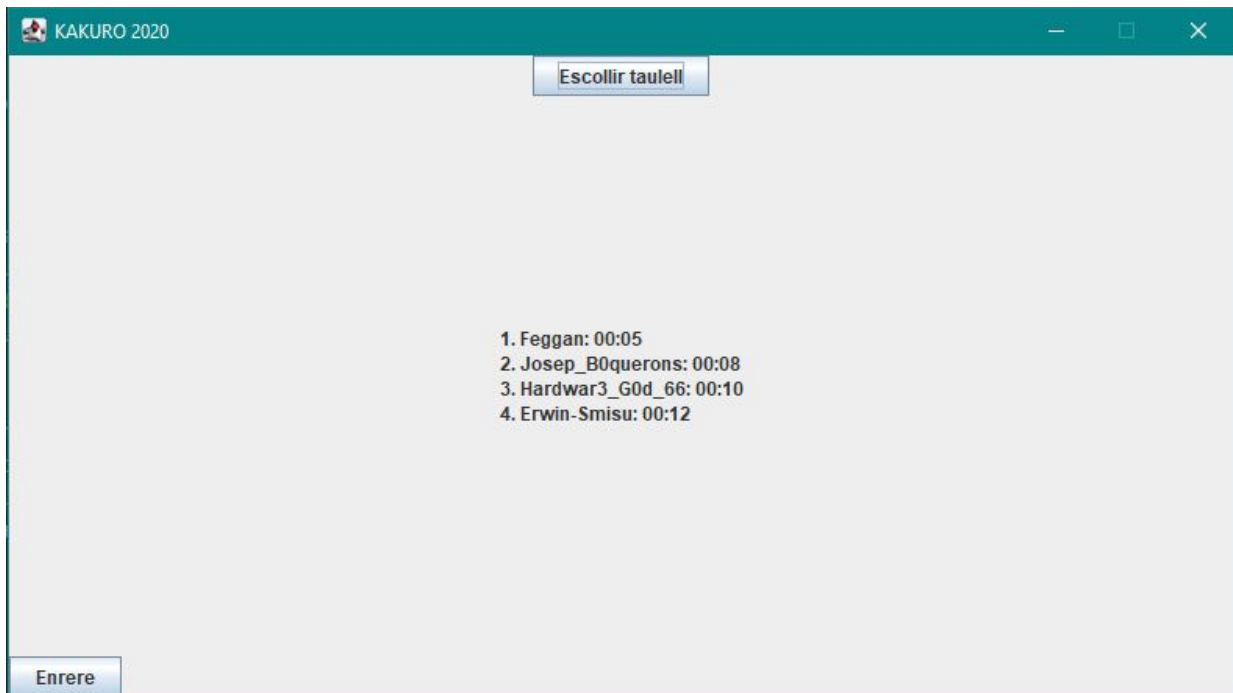 KAKURO 2020
Escollir taulell
1. Feggan: 00:05
2. Josep_B0querons: 00:08
3. Hardwar3_G0d_66: 00:10
4. Erwin-Smisu: 00:12
Enrere